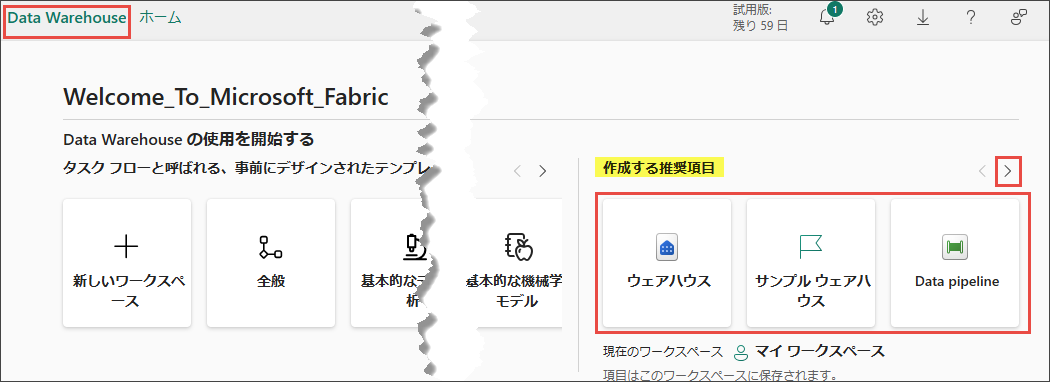 Data Warehouse ホーム
試用版:
残り 59 日
1
Welcome_To_Microsoft_Fabric
Data Warehouse の使用を開始する
タスク フローと呼ばれる、事前にデザインされたテンプレ
新しいワークスペ
ース
全般
基本的なデ
析
基本的な機械学
モデル
作成する推奨項目
ウェアハウス
サンプル ウェアハ
ウス
Data pipeline
現在のワークスペース マイ ワークスペース
項目はこのワークスペースに保存されます。